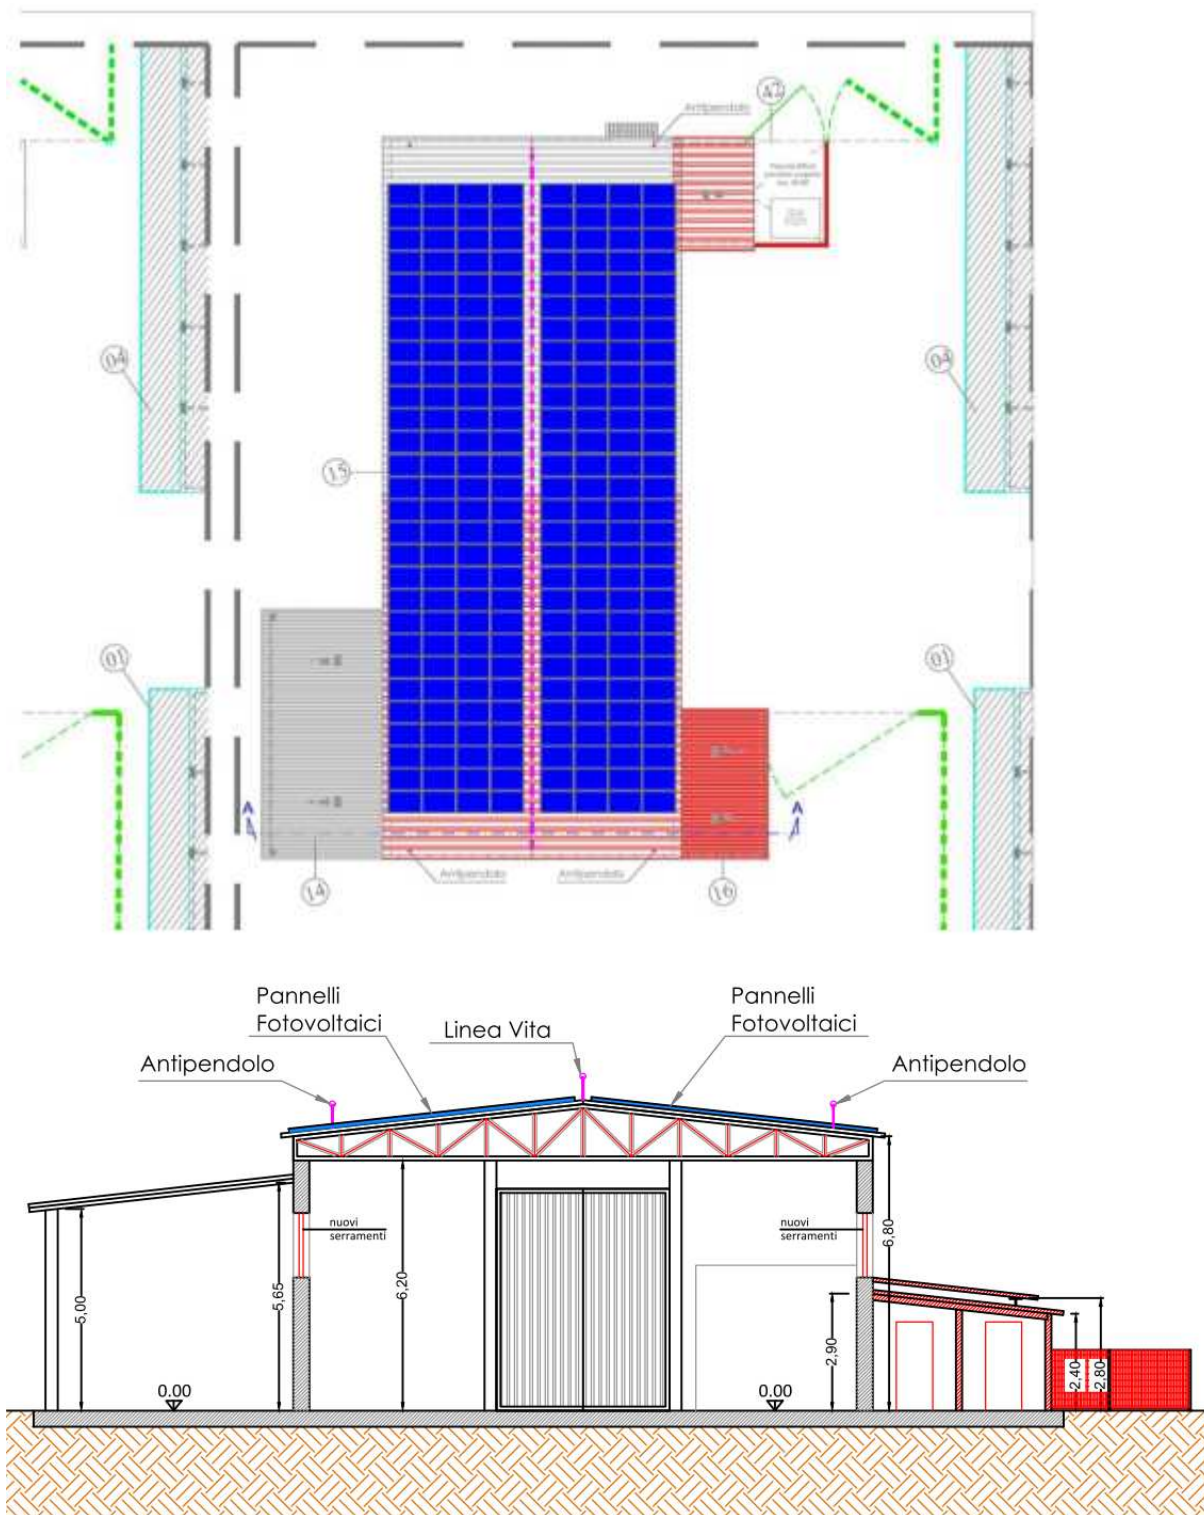 Antipendolo
42
04
04
15
01
01
A
A
Antipendolo
Antipendolo
14
16
Pannelli
Fotovoltaici
Pannelli
Fotovoltaici
Linea Vita
Antipendolo
Antipendolo
nuovi
serramenti
nuovi
serramenti
5,00
5,65
6,20
6,80
2,90
2,40
2,80
0.00
0.00